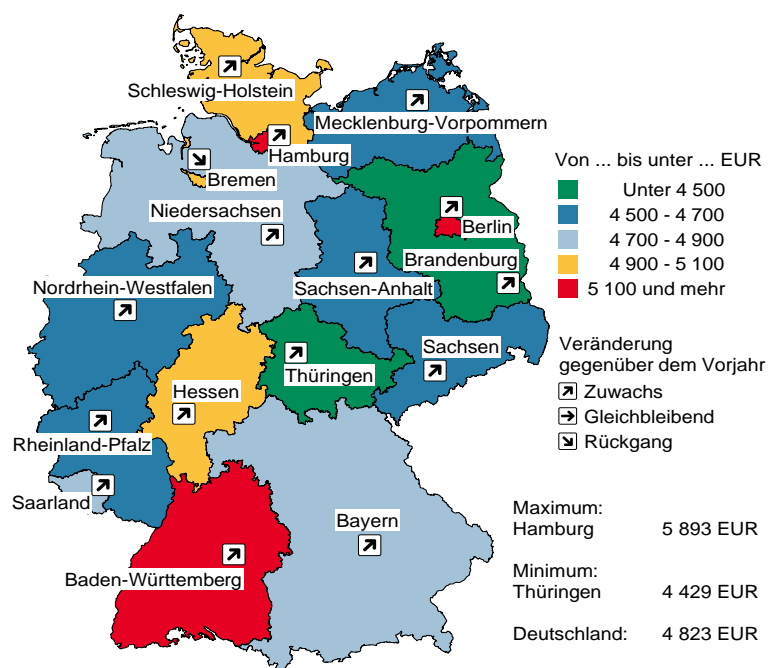 Schleswig-Holstein
Mecklenburg-Vorpommern
Hamburg
Bremen
Niedersachsen
Berlin
Brandenburg
Nordrhein-Westfalen
Sachsen-Anhalt
Sachsen
Thüringen
Hessen
Rheinland-Pfalz
Saarland
Bayern
Baden-Württemberg
Von ... bis unter ... EUR
Unter 4 500
4 500 - 4 700
4 700 - 4 900
4 900 - 5 100
5 100 und mehr
Veränderung
gegenüber dem Vorjahr
Zuwachs
Gleichbleibend
Rückgang
Maximum:
Hamburg 5 893 EUR
Minimum:
Thüringen 4 429 EUR
Deutschland: 4 823 EUR